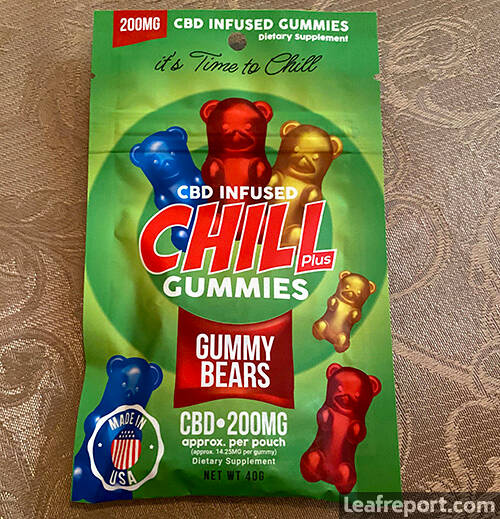 200MG CBD INFUSED GUMMIES
Dietary Supplement
it's Time to Chill
CBD INFUSED
CHILL
Plus
GUMMIES
GUMMY
BEARS
CBD•200MG
approx. per pouch
(approx. 14.25MG per gummy)
Dietary Supplement
NET WT 40G
MADE IN
USA
Leafreport.com